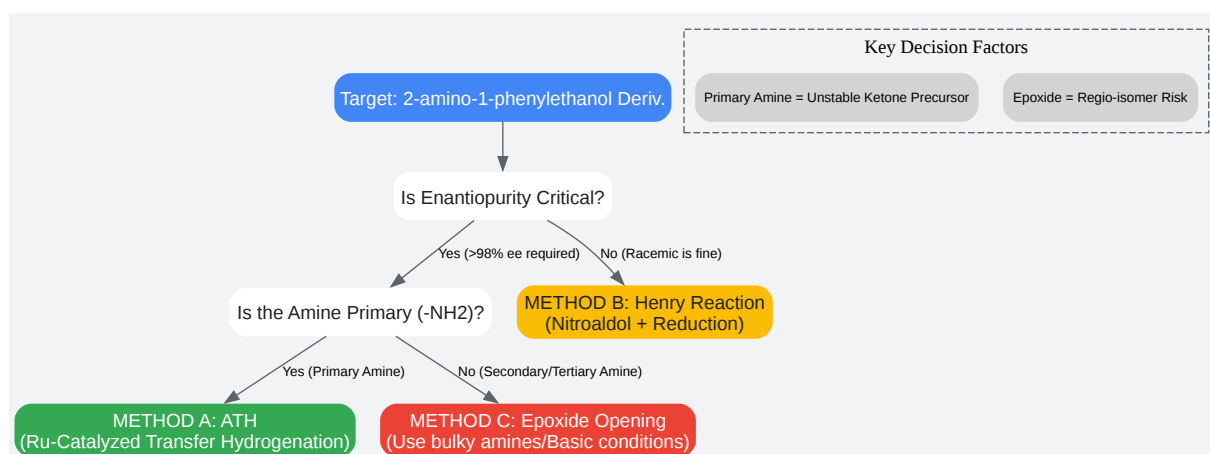 Key Decision Factors
Target: 2-amino-1-phenylethanol Deriv.
Primary Amine = Unstable Ketone Precursor
Epoxide = Regio-isomer Risk
Is Enantiopurity Critical?
Yes (>98% ee required)
No (Racemic is fine)
Is the Amine Primary (-NH2)?
METHOD B: Henry Reaction
(Nitroaldol + Reduction)
Yes (Primary Amine)
No (Secondary/Tertiary Amine)
METHOD A: ATH
(Ru-Catalyzed Transfer Hydrogenation)
METHOD C: Epoxide Opening
(Use bulky amines/Basic conditions)